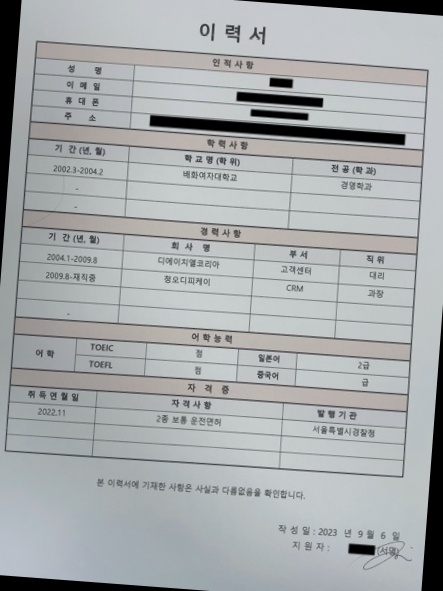 이 력 서
인 적 사 항
성 명
이 메 일
휴 대 폰
주 소
학 력 사 항
기 간 (년, 월) 학 교 명 (학 위) 전 공 (학 과)
2002.3-2004.2 배화여자대학교 경영학과
-
-
경 력 사 항
기 간 (년, 월) 회 사 명 부 서 직 위
2004.1-2009.8 디에이치엘코리아 고객센터 대리
2009.8-재직중 정오디피케이 CRM 과장
-
어 학 능 력
어 학 TOEIC 점 일본어 2급
TOEFL 점 중국어 급
자 격 증
취 득 연 월 일 자 격 사 항 발 행 기 관
2022.11 2종 보통 운전면허 서울특별시경찰청
본 이력서에 기재한 사항은 사실과 다름없음을 확인합니다.
작 성 일 : 2023 년 9 월 6 일
지 원 자 : (서명)